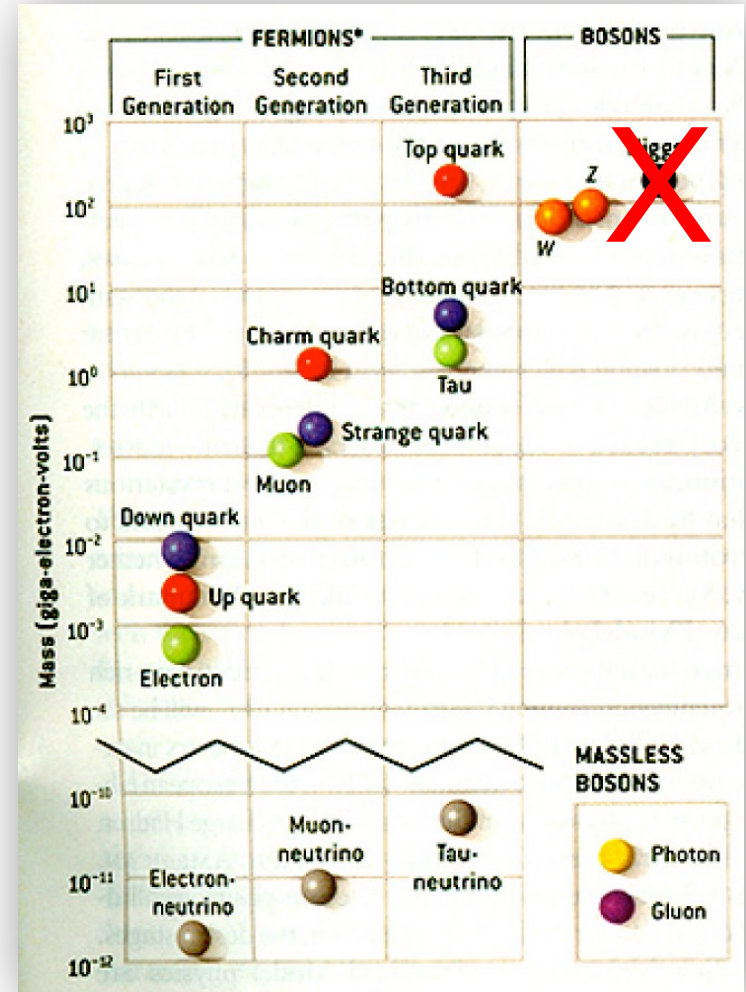 FERMIONS*
BOSONS
First
Generation
Second
Generation
Third
Generation
10³
Top quark
Z
10²
W
10¹
Bottom quark
Charm quark
10⁰
Tau
Strange quark
10⁻¹
Muon
Down quark
10⁻²
Up quark
10⁻³
Electron
10⁻⁴
Mass (giga-electron-volts)
MASSLESS
BOSONS
10⁻¹⁰
Muon-
neutrino
Tau-
neutrino
Photon
10⁻¹¹
Electron-
neutrino
Gluon
10⁻¹²